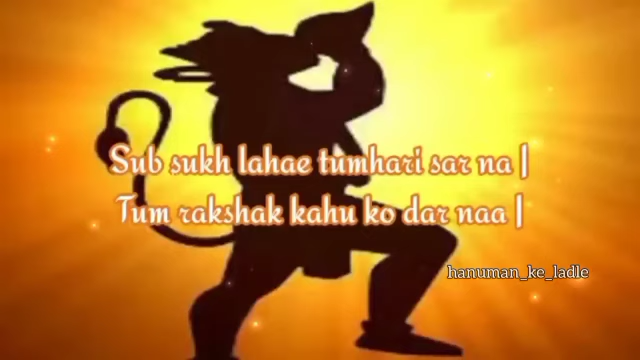 Sub sukh lahae tumhari sar na |
Tum rakshak kahu ko dar naa |
hanuman_ke_ladle